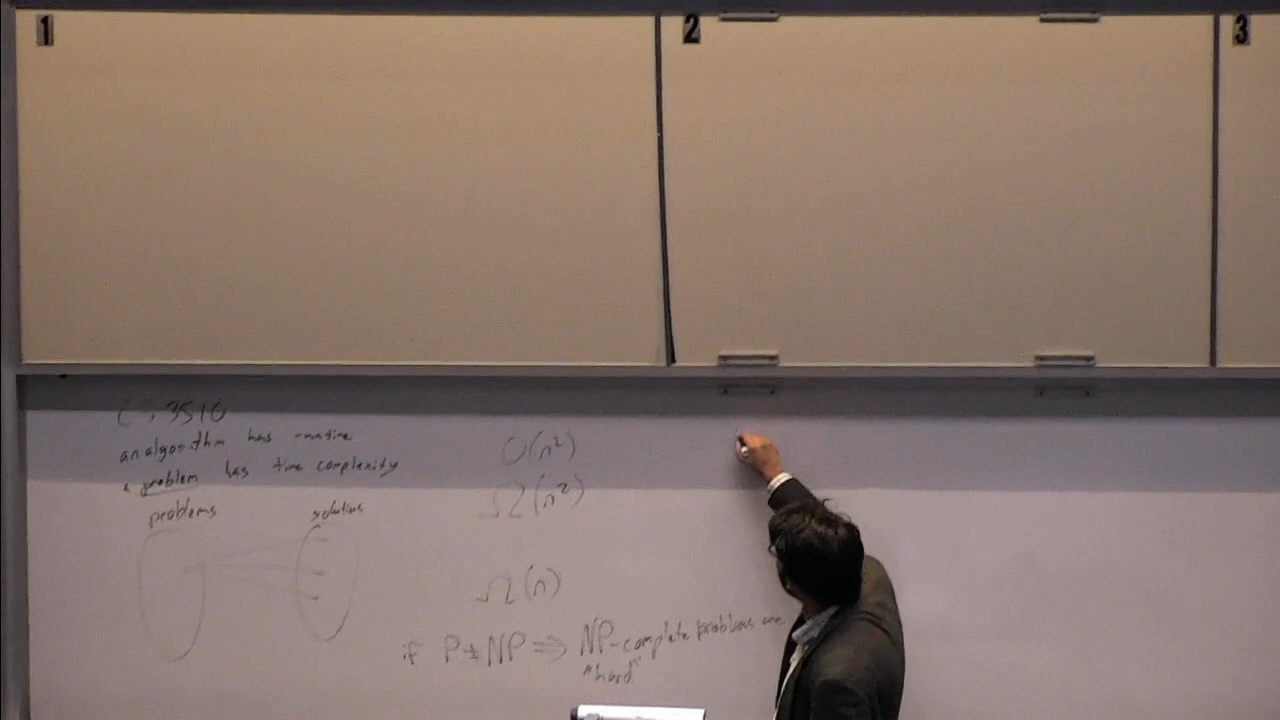 1
2
3
3510
an algorithm has runtime
a problem has time complexity
problems
solutions
O(n²)
Ω(n²)
Ω(n)
if P≠NP ⇒ NP-complete problems are
"hard"